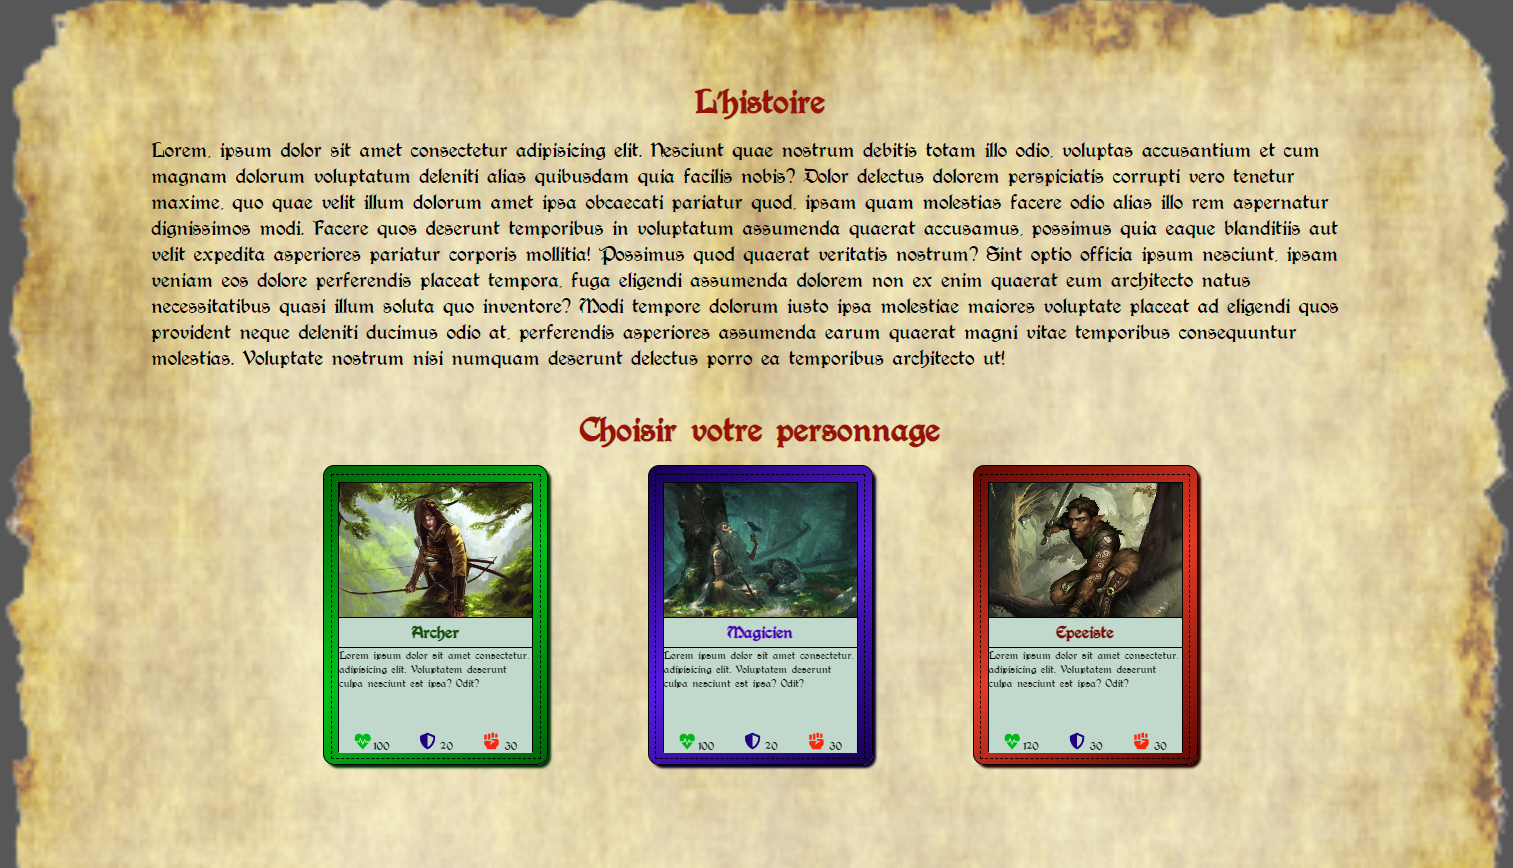 L'histoire
Lorem, ipsum dolor sit amet consectetur adipisicing elit. Nesciunt quae nostrum debitis totam illo odio, voluptas accusantium et cum
magnam dolorum voluptatum deleniti alias quibusdam quia facilis nobis? Dolor delectus dolorem perspiciatis corrupti vero tenetur
maxime, quo quae velit illum dolorum amet ipsa obcaecati pariatur quod, ipsam quam molestias facere odio alias illo rem aspernatur
dignissimos modi. Facere quos deserunt temporibus in voluptatum assumenda quaerat accusamus, possimus quia eaque blanditiis aut
velit expedita asperiores pariatur corporis mollitia! Possimus quod quaerat veritatis nostrum? Sint optio officia ipsum nesciunt, ipsam
veniam eos dolore perferendis placeat tempora, fuga eligendi assumenda dolorem non ex enim quaerat eum architecto natus
necessitatibus quasi illum soluta quo inventore? Modi tempore dolorum iusto ipsa molestiae maiores voluptate placeat ad eligendi quos
provident neque deleniti ducimus odio at, perferendis asperiores assumenda earum quaerat magni vitae temporibus consequuntur
molestias. Voluptate nostrum nisi numquam deserunt delectus porro ea temporibus architecto ut!
Choisir votre personnage
Archer
Lorem ipsum dolor sit amet consectetur,
adipisicing elit. Voluptatem deserunt
culpa nesciunt est ipsa? Odit?
100 20 30
Magicien
Lorem ipsum dolor sit amet consectetur,
adipisicing elit. Voluptatem deserunt
culpa nesciunt est ipsa? Odit?
100 20 30
Epeeiste
Lorem ipsum dolor sit amet consectetur,
adipisicing elit. Voluptatem deserunt
culpa nesciunt est ipsa? Odit?
120 30 30